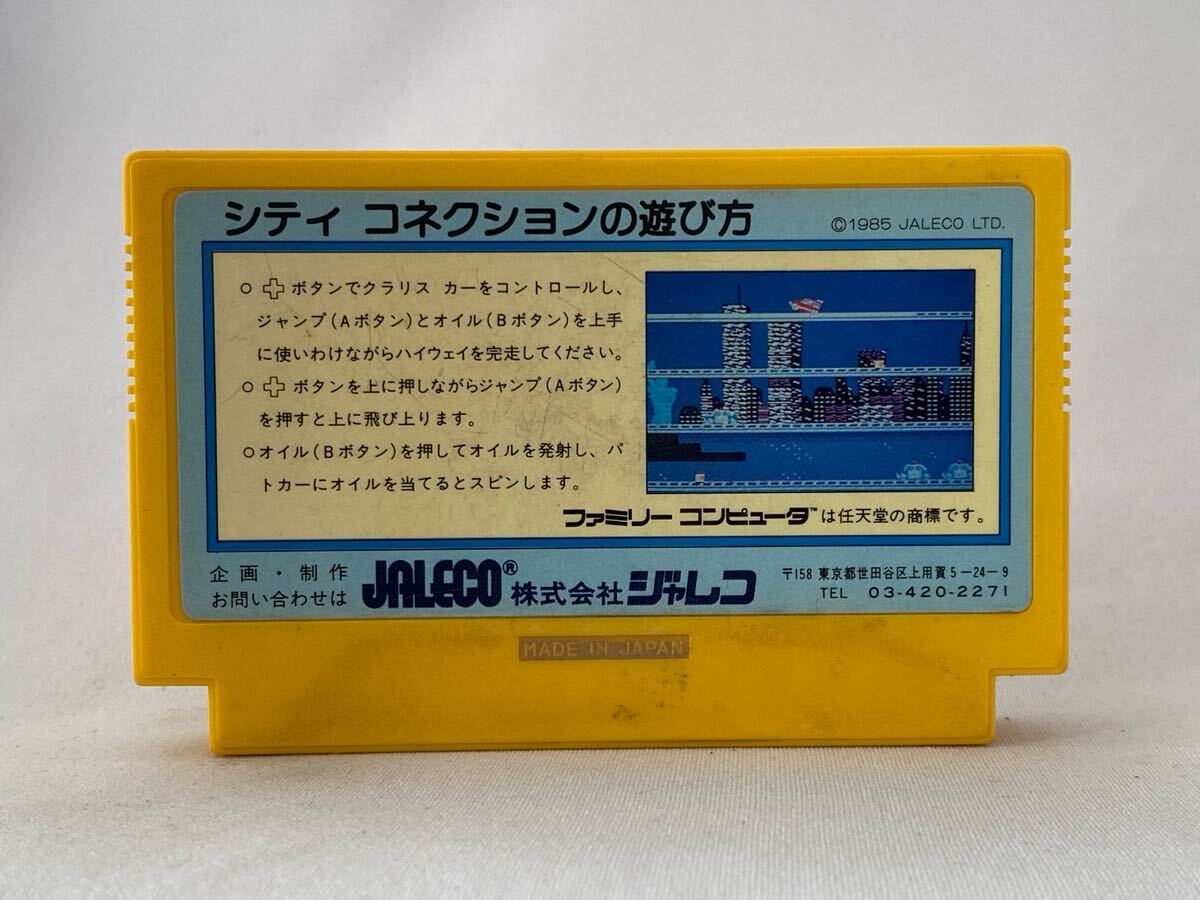 シティ コネクションの遊び方
©1985 JALECO LTD.
○ ボタンでクラリス カーをコントロールし、
ジャンプ(Aボタン)とオイル(Bボタン)を上手
に使いわけながらハイウェイを完走してください。
○ ボタンを上に押しながらジャンプ(Aボタン)
を押すと上に飛び上ります。
○オイル(Bボタン)を押してオイルを発射し、パ
トカーにオイルを当てるとスピンします。
ファミリー コンピュータ™は任天堂の商標です。
企画・制作
お問い合わせは
JALECO® 株式会社ジャレコ
〒158 東京都世田谷区上用賀5-24-9
TEL 03-420-2271
MADE IN JAPAN